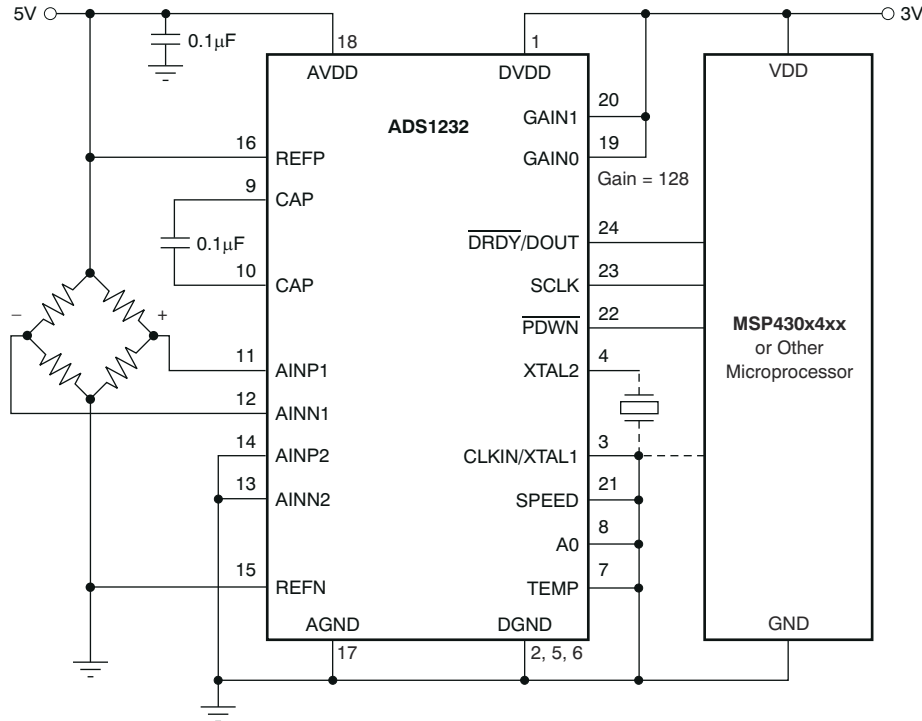 5V
3V
0.1μF
18
1
AVDD
DVDD
VDD
ADS1232
GAIN1
20
16
REFP
GAIN0
19
Gain = 128
9
CAP
0.1μF
10
CAP
DRDY/DOUT
24
SCLK
23
PDWN
22
MSP430x4xx
or Other
Microprocessor
−
+
11
AINP1
XTAL2
4
12
AINN1
14
AINP2
CLKIN/XTAL1
3
13
AINN2
SPEED
21
A0
8
15
REFN
TEMP
7
AGND
DGND
GND
17
2, 5, 6